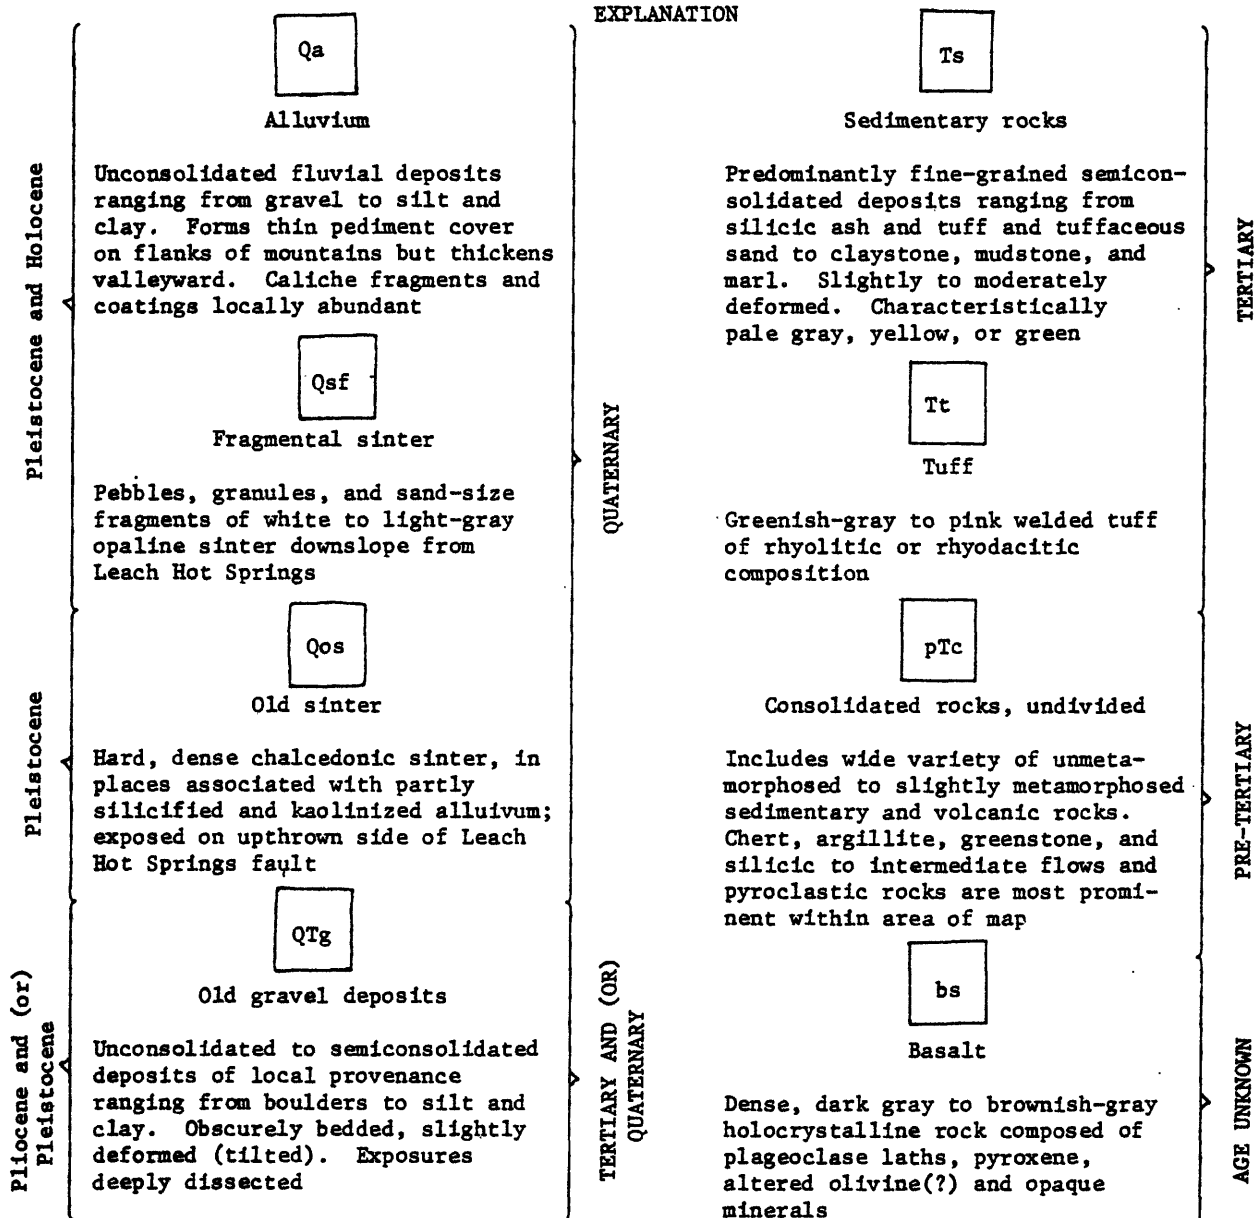 EXPLANATION
Qa
Alluvium
Unconsolidated fluvial deposits
ranging from gravel to silt and
clay. Forms thin pediment cover
on flanks of mountains but thickens
valleyward. Caliche fragments and
coatings locally abundant
Qsf
Fragmental sinter
Pebbles, granules, and sand-size
fragments of white to light-gray
opaline sinter downslope from
Leach Hot Springs
Pleistocene and Holocene
Qos
Old sinter
Hard, dense chalcedonic sinter, in
places associated with partly
silicified and kaolinized alluivum;
exposed on upthrown side of Leach
Hot Springs fault
Pleistocene
QUATERNARY
QTg
Old gravel deposits
Unconsolidated to semiconsolidated
deposits of local provenance
ranging from boulders to silt and
clay. Obscurely bedded, slightly
deformed (tilted). Exposures
deeply dissected
Pliocene and (or)
Pleistocene
TERTIARY AND (OR)
QUATERNARY
Ts
Sedimentary rocks
Predominantly fine-grained semicon-
solidated deposits ranging from
silicic ash and tuff and tuffaceous
sand to claystone, mudstone, and
marl. Slightly to moderately
deformed. Characteristically
pale gray, yellow, or green
Tt
Tuff
Greenish-gray to pink welded tuff
of rhyolitic or rhyodacitic
composition
TERTIARY
pTc
Consolidated rocks, undivided
Includes wide variety of unmeta-
morphosed to slightly metamorphosed
sedimentary and volcanic rocks.
Chert, argillite, greenstone, and
silicic to intermediate flows and
pyroclastic rocks are most promi-
nent within area of map
PRE-TERTIARY
bs
Basalt
Dense, dark gray to brownish-gray
holocrystalline rock composed of
plageoclase laths, pyroxene,
altered olivine(?) and opaque
minerals
AGE UNKNOWN